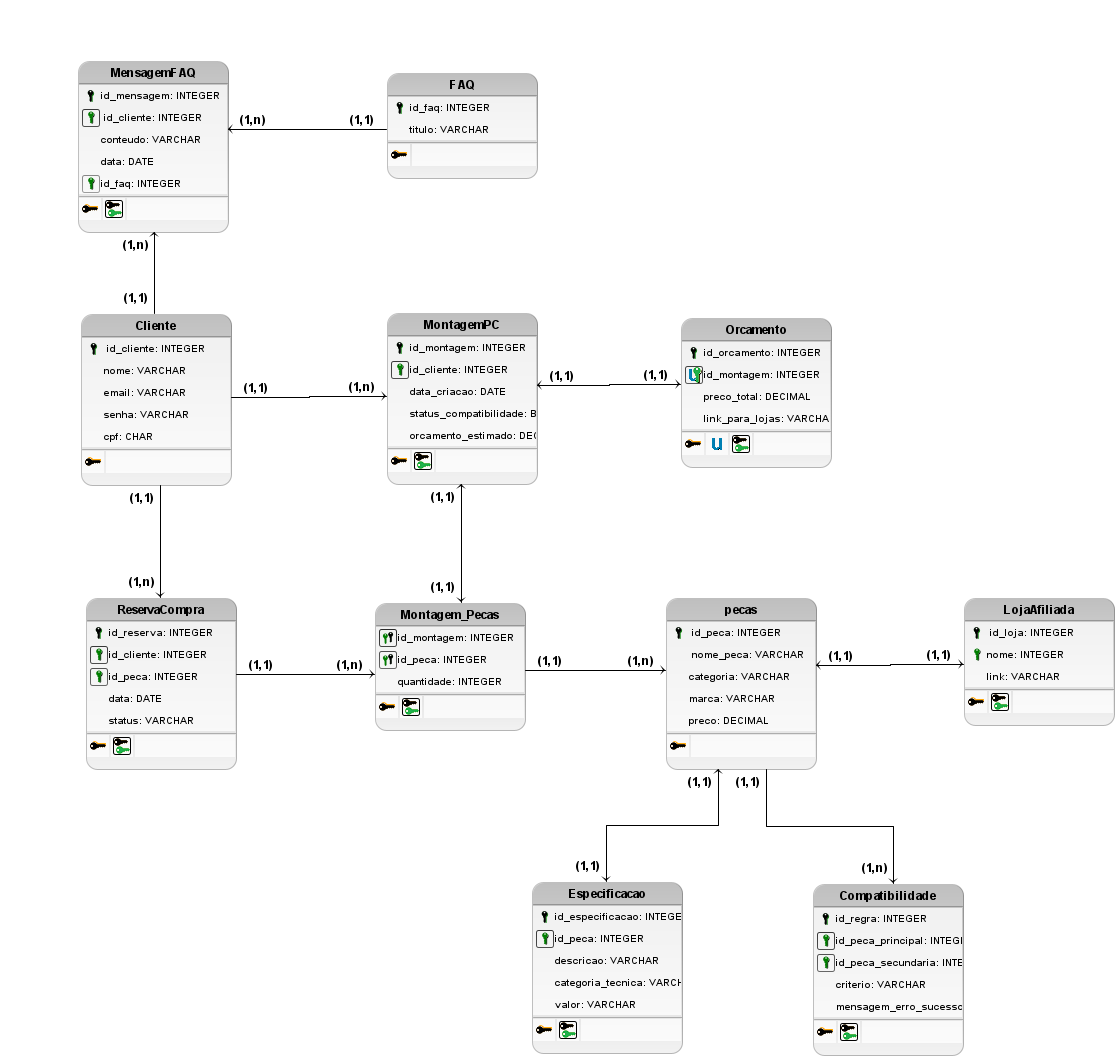 MensagemFAQ
id_mensagem: INTEGER
id_cliente: INTEGER
conteudo: VARCHAR
data: DATE
id_faq: INTEGER
FAQ
id_faq: INTEGER
titulo: VARCHAR
(1,n)
(1,1)
(1,n)
(1,1)
Cliente
id_cliente: INTEGER
nome: VARCHAR
email: VARCHAR
senha: VARCHAR
cpf: CHAR
(1,1)
(1,n)
MontagemPC
id_montagem: INTEGER
id_cliente: INTEGER
data_criacao: DATE
status_compatibilidade: B
orcamento_estimado: DEC
(1,1)
(1,1)
Orcamento
id_orcamento: INTEGER
id_montagem: INTEGER
preco_total: DECIMAL
link_para_lojas: VARCHA
u
(1,1)
(1,n)
(1,1)
(1,1)
ReservaCompra
id_reserva: INTEGER
id_cliente: INTEGER
id_peca: INTEGER
data: DATE
status: VARCHAR
(1,1)
(1,n)
Montagem_Pecas
id_montagem: INTEGER
id_peca: INTEGER
quantidade: INTEGER
(1,1)
(1,n)
pecas
id_peca: INTEGER
nome_peca: VARCHAR
categoria: VARCHAR
marca: VARCHAR
preco: DECIMAL
(1,1)
(1,1)
LojaAfiliada
id_loja: INTEGER
nome: INTEGER
link: VARCHAR
(1,1)
(1,1)
(1,1)
(1,n)
Especificacao
id_especificacao: INTEGE
id_peca: INTEGER
descricao: VARCHAR
categoria_tecnica: VARCH
valor: VARCHAR
Compatibilidade
id_regra: INTEGER
id_peca_principal: INTEGI
id_peca_secundaria: INTE
criterio: VARCHAR
mensagem_erro_sucesso